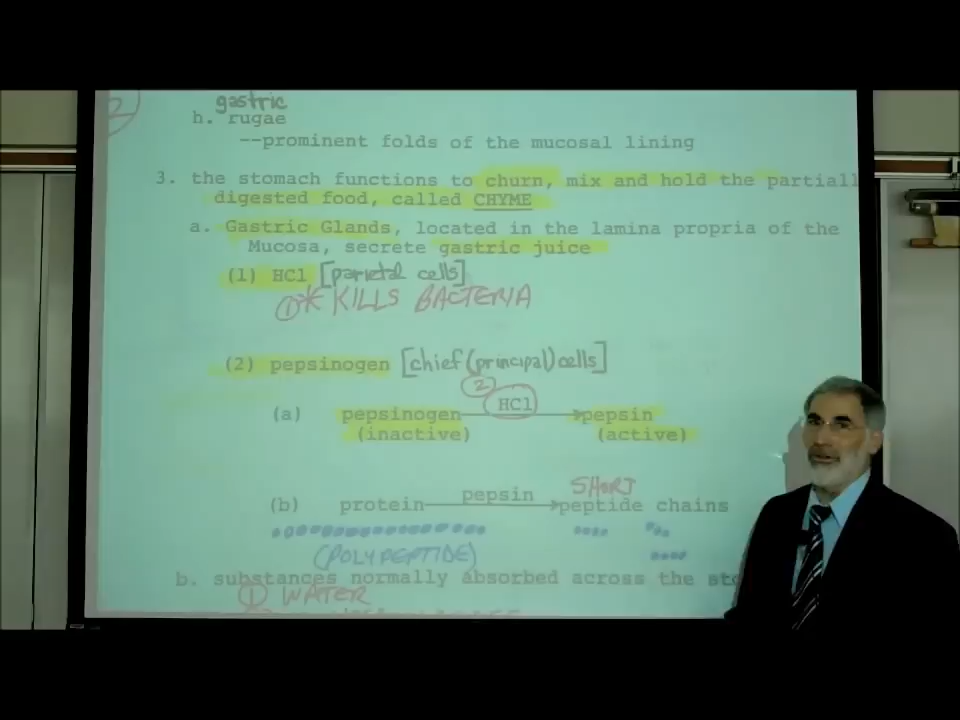 2
gastric
h. rugae
--prominent folds of the mucosal lining
3. the stomach functions to churn, mix and hold the partiall
digested food, called CHYME
a. Gastric Glands, located in the lamina propria of the
Mucosa, secrete gastric juice
(1) HCl [parietal cells]
①* KILLS BACTERIA
(2) pepsinogen [chief (principal) cells]
②
(a) pepsinogen HCl pepsin
(inactive) (active)
(b) protein pepsin SHORT peptide chains
(POLYPEPTIDE)
b. substances normally absorbed across the sto
① WATER